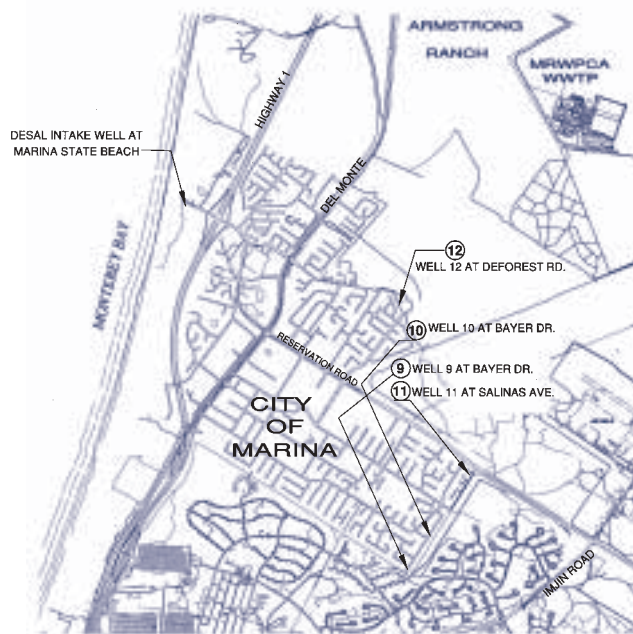 ARMSTRONG
RANCH
MRWPCA
WWTP
HIGHWAY 1
DESAL INTAKE WELL AT
MARINA STATE BEACH
DEL MONTE
MONTEREY BAY
12
WELL 12 AT DEFOREST RD.
10 WELL 10 AT BAYER DR.
RESERVATION ROAD
9 WELL 9 AT BAYER DR.
11 WELL 11 AT SALINAS AVE.
CITY
OF
MARINA
IMJIN ROAD